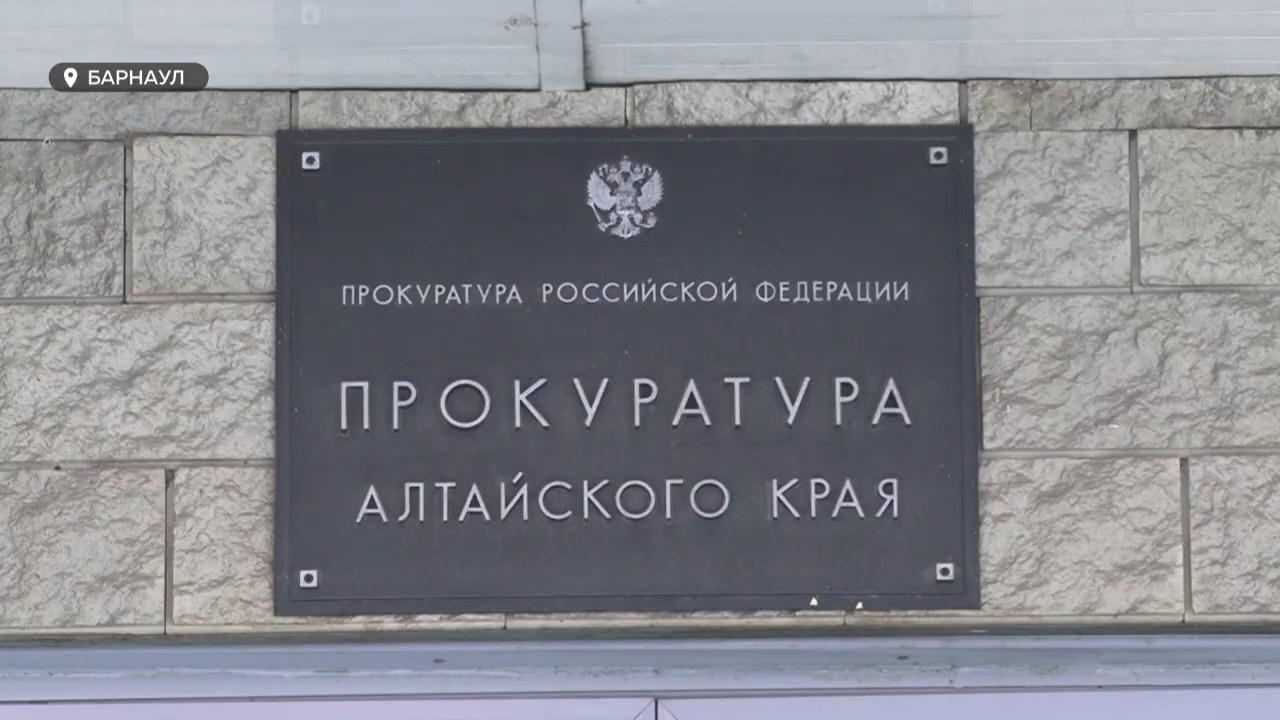 БАРНАУЛ
ПРОКУРАТУРА РОССИЙСКОЙ ФЕДЕРАЦИИ
ПРОКУРАТУРА
АЛТАЙСКОГО КРАЯ